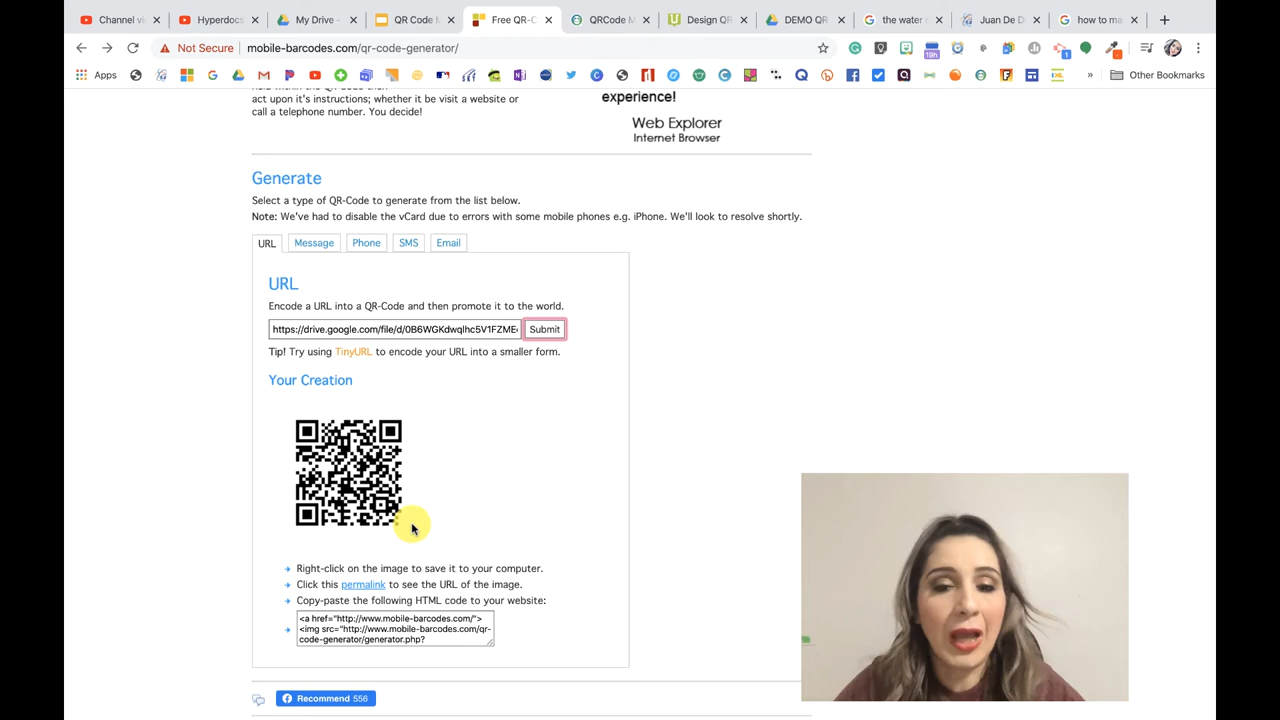 Channel vi
Hyperdocs
My Drive -
QR Code M
Free QR-C
QRCode M
Design QR
DEMO QR
the water c
Juan De D
how to ma
Not Secure
mobile-barcodes.com/qr-code-generator/
19h
1
Apps
Other Bookmarks
act upon it's instructions; whether it be visit a website or
call a telephone number. You decide!
experience!
Web Explorer
Internet Browser
Generate
Select a type of QR-Code to generate from the list below.
Note: We've had to disable the vCard due to errors with some mobile phones e.g. iPhone. We'll look to resolve shortly.
URL
Message
Phone
SMS
Email
URL
Encode a URL into a QR-Code and then promote it to the world.
https://drive.google.com/file/d/0B6WGKdwqlhc5V1FZME
Submit
Tip! Try using TinyURL to encode your URL into a smaller form.
Your Creation
Right-click on the image to save it to your computer.
Click this permalink to see the URL of the image.
Copy-paste the following HTML code to your website:
<a href="http://www.mobile-barcodes.com/">
<img src="http://www.mobile-barcodes.com/qr-
code-generator/generator.php?
Recommend 556